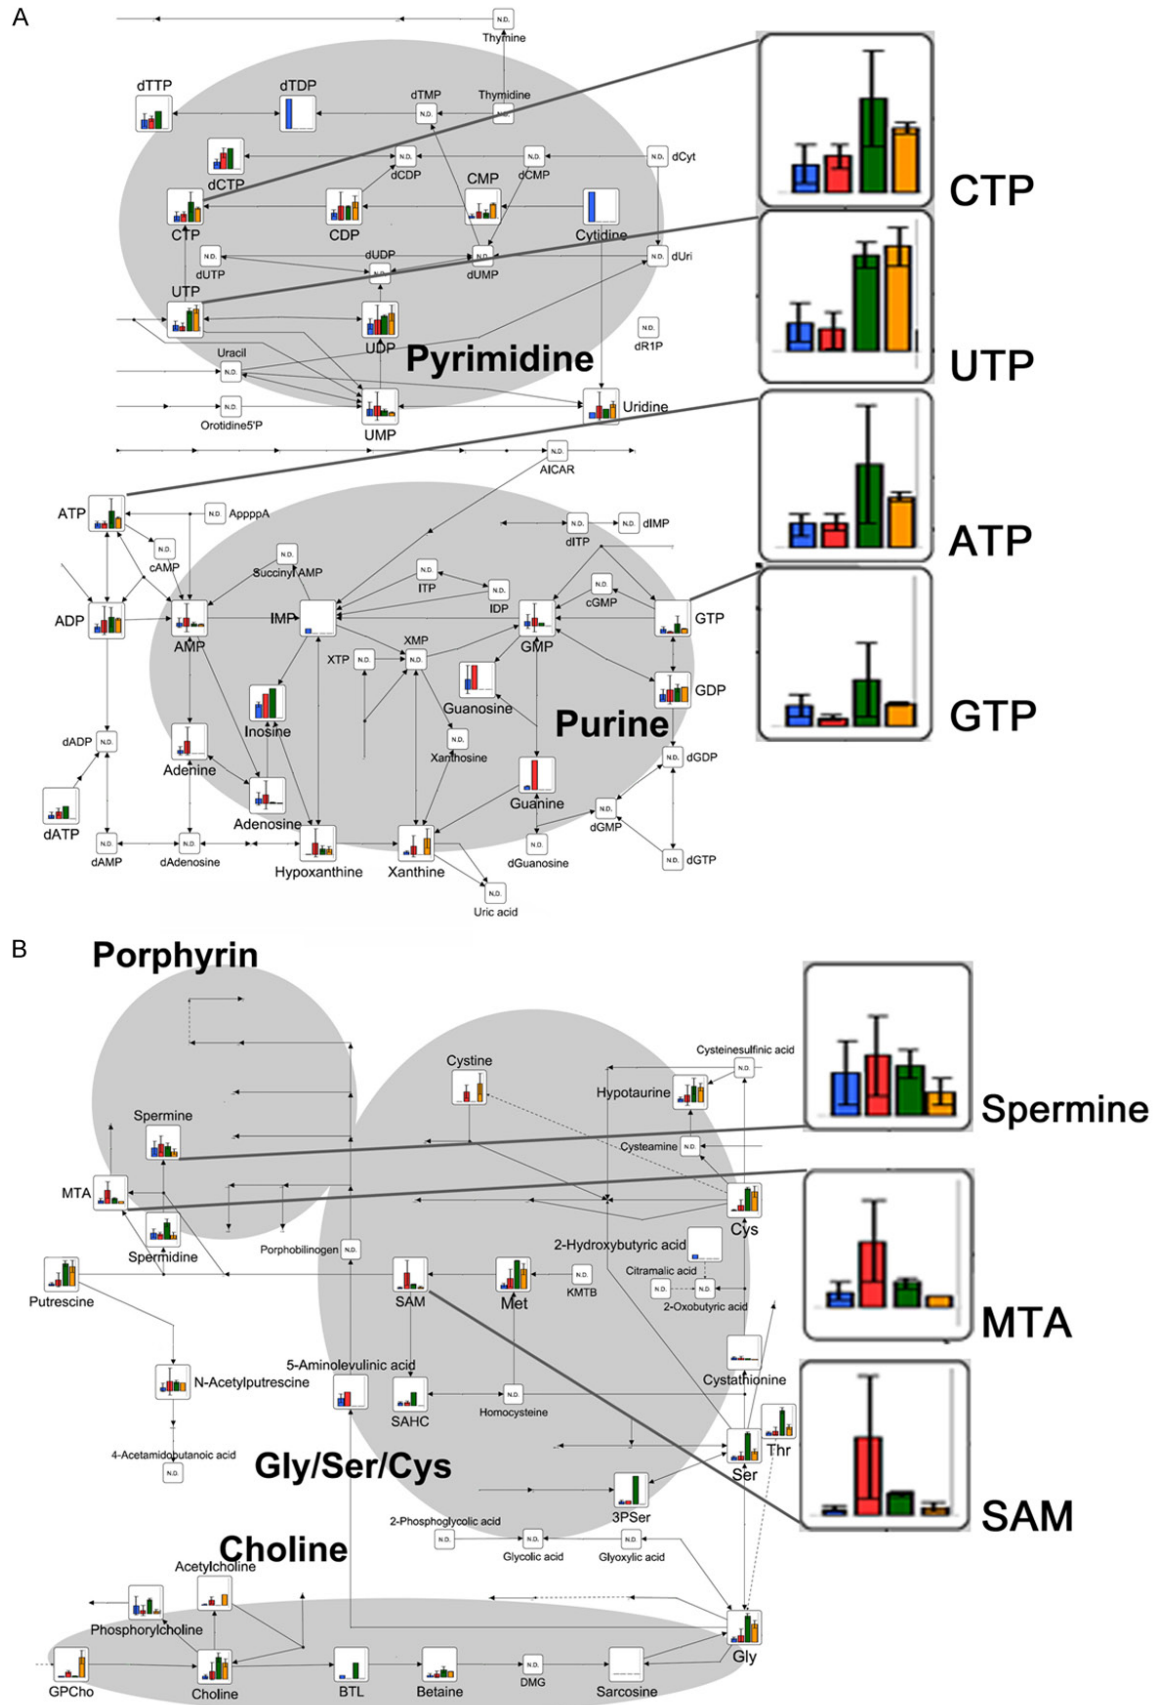 A
N.D.
Thymine
dTTP
dTDP
dTMP
Thymidine
N.D.
N.D.
dCTP
N.D.
dCDP
N.D.
dCMP
N.D.
dCyt
CTP
CDP
CMP
Cytidine
N.D.
dUTP
dUDP
N.D.
N.D.
dUMP
N.D.
dUri
UTP
UDP
N.D.
dR1P
Uracil
N.D.
Pyrimidine
N.D.
Orotidine5'P
UMP
Uridine
N.D.
AICAR
ATP
N.D.
AppppA
N.D.
cAMP
N.D.
dITP
N.D.
dIMP
N.D.
Succinyl AMP
N.D.
ITP
N.D.
IDP
N.D.
cGMP
ADP
AMP
IMP
GMP
GTP
XTP
N.D.
XMP
N.D.
Guanosine
GDP
Inosine
Purine
dADP
N.D.
Adenine
N.D.
Xanthosine
N.D.
dGDP
dATP
Adenosine
Guanine
N.D.
dGMP
N.D.
dAMP
N.D.
dAdenosine
Hypoxanthine
Xanthine
N.D.
dGuanosine
N.D.
dGTP
N.D.
Uric acid
CTP
UTP
ATP
GTP
B
Porphyrin
Cystine
Cysteinesulfinic acid
N.D.
Hypotaurine
Spermine
Cysteamine
N.D.
MTA
Cys
Spermidine
Porphobilinogen
N.D.
2-Hydroxybutyric acid
Citramalic acid
N.D.
N.D.
2-Oxobutyric acid
Putrescine
SAM
Met
N.D.
KMTB
5-Aminolevulinic acid
Cystathionine
N-Acetylputrescine
SAHC
N.D.
Homocysteine
4-Acetamidobutanoic acid
N.D.
Gly/Ser/Cys
Ser
Thr
3PSer
2-Phosphoglycolic acid
N.D.
N.D.
Glycolic acid
N.D.
Glyoxylic acid
Choline
Acetylcholine
Phosphorylcholine
GPCho
Choline
BTL
Betaine
N.D.
DMG
Sarcosine
Gly
Spermine
MTA
SAM